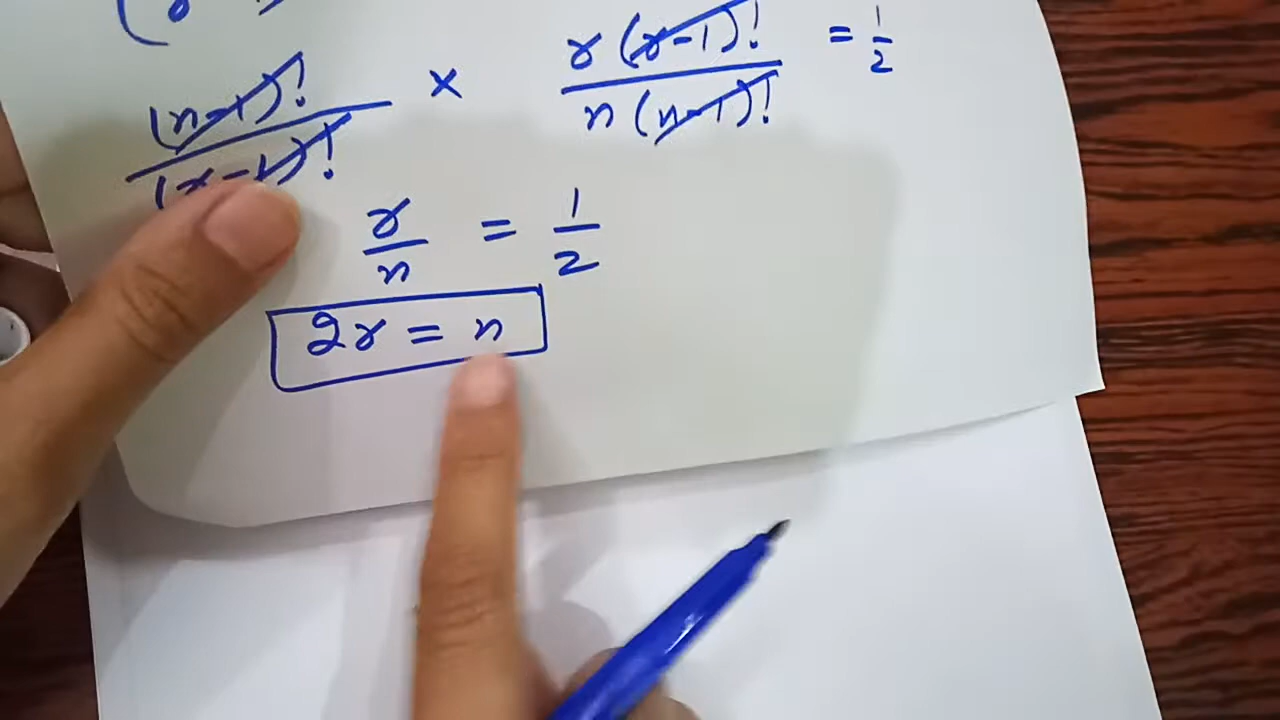 (n-1)! / (r-1)! × r (r-1)! / n (n-1)! = 1/2
r/n = 1/2
2r = n